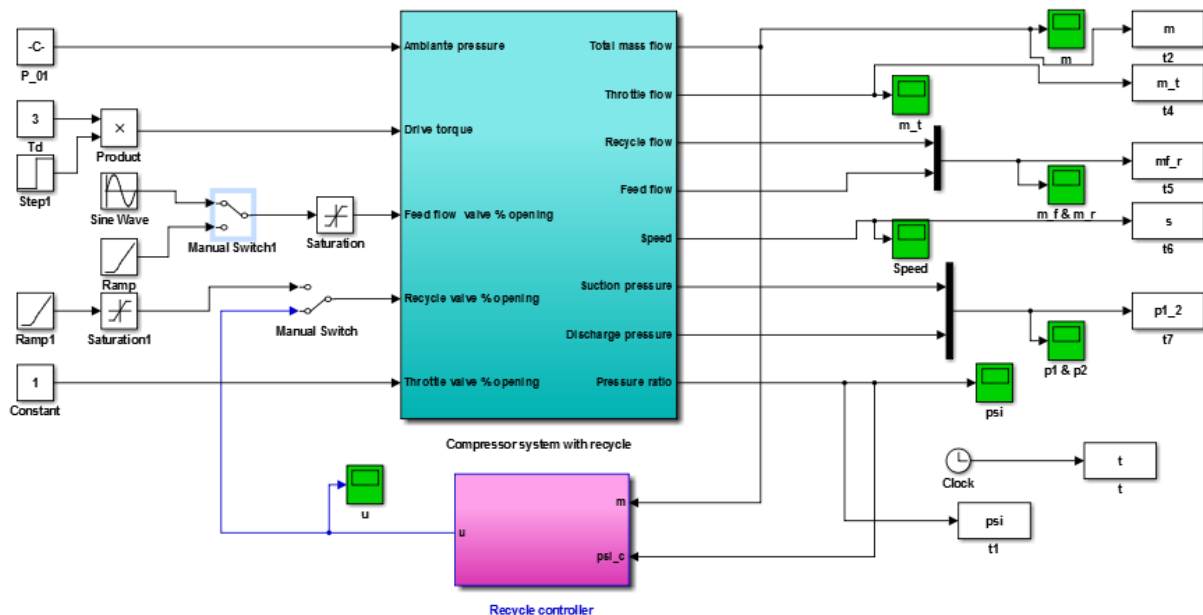 -C-
P_01
3
Td
Step1
×
Product
Sine Wave
Ramp
Manual Switch1
Saturation
Ramp1
Saturation1
Manual Switch
1
Constant
Ambiante pressure
Drive torque
Feed flow valve % opening
Recycle valve % opening
Throttle valve % opening
Total mass flow
Throttle flow
Recycle flow
Feed flow
Speed
Suction pressure
Discharge pressure
Pressure ratio
Compressor system with recycle
m
m
t2
m_t
m_t
t4
mf_r
t5
m_f & m_r
s
t6
Speed
p1_2
t7
p1 & p2
psi
Clock
t
t
psi
t1
u
u
m
psi_c
Recycle controller